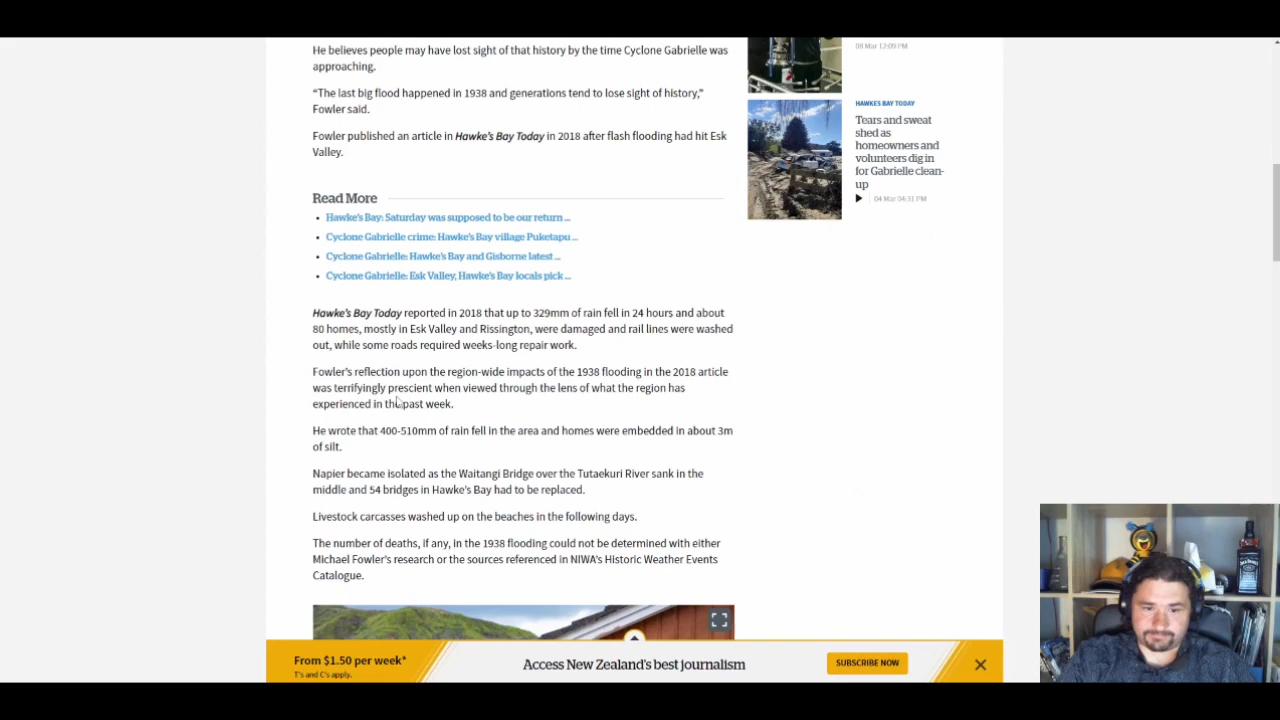 He believes people may have lost sight of that history by the time Cyclone Gabrielle was
approaching.
“The last big flood happened in 1938 and generations tend to lose sight of history,”
Fowler said.
Fowler published an article in Hawke’s Bay Today in 2018 after flash flooding had hit Esk
Valley.
Read More
• Hawke’s Bay: Saturday was supposed to be our return ...
• Cyclone Gabrielle crime: Hawke’s Bay village Puketapu ...
• Cyclone Gabrielle: Hawke’s Bay and Gisborne latest ...
• Cyclone Gabrielle: Esk Valley, Hawke’s Bay locals pick ...
Hawke’s Bay Today reported in 2018 that up to 329mm of rain fell in 24 hours and about
80 homes, mostly in Esk Valley and Rissington, were damaged and rail lines were washed
out, while some roads required weeks-long repair work.
Fowler’s reflection upon the region-wide impacts of the 1938 flooding in the 2018 article
was terrifyingly prescient when viewed through the lens of what the region has
experienced in the past week.
He wrote that 400-510mm of rain fell in the area and homes were embedded in about 3m
of silt.
Napier became isolated as the Waitangi Bridge over the Tutaekuri River sank in the
middle and 54 bridges in Hawke’s Bay had to be replaced.
Livestock carcasses washed up on the beaches in the following days.
The number of deaths, if any, in the 1938 flooding could not be determined with either
Michael Fowler’s research or the sources referenced in NIWA’s Historic Weather Events
Catalogue.
08 Mar 12:09 PM
HAWKES BAY TODAY
Tears and sweat
shed as
homeowners and
volunteers dig in
for Gabrielle clean-
up
04 Mar 04:31 PM
From $1.50 per week*
T’s and C’s apply.
Access New Zealand’s best journalism
SUBSCRIBE NOW